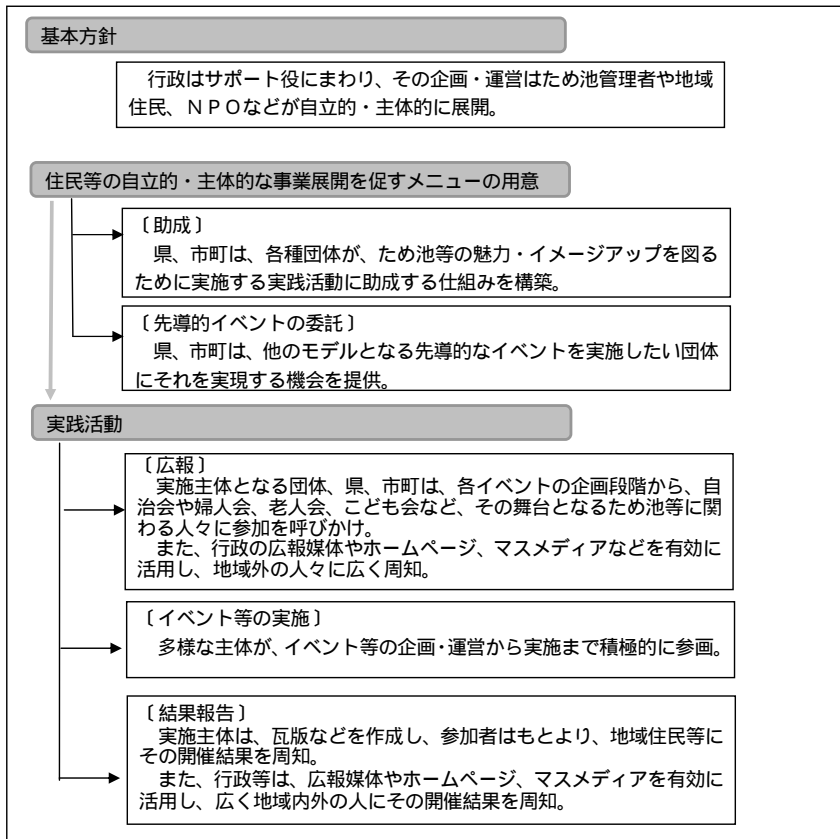 基本方針
行政はサポート役にまわり、その企画・運営はため池管理者や地域
住民、ＮＰＯなどが自立的・主体的に展開。
住民等の自立的・主体的な事業展開を促すメニューの用意
〔助成〕
県、市町は、各種団体が、ため池等の魅力・イメージアップを図る
ために実施する実践活動に助成する仕組みを構築。
〔先導的イベントの委託〕
県、市町は、他のモデルとなる先導的なイベントを実施したい団体
にそれを実現する機会を提供。
実践活動
〔広報〕
実施主体となる団体、県、市町は、各イベントの企画段階から、自
治会や婦人会、老人会、こども会など、その舞台となるため池等に関
わる人々に参加を呼びかけ。
また、行政の広報媒体やホームページ、マスメディアなどを有効に
活用し、地域外の人々に広く周知。
〔イベント等の実施〕
多様な主体が、イベント等の企画・運営から実施まで積極的に参画。
〔結果報告〕
実施主体は、瓦版などを作成し、参加者はもとより、地域住民等に
その開催結果を周知。
また、行政等は、広報媒体やホームページ、マスメディアを有効に
活用し、広く地域内外の人にその開催結果を周知。